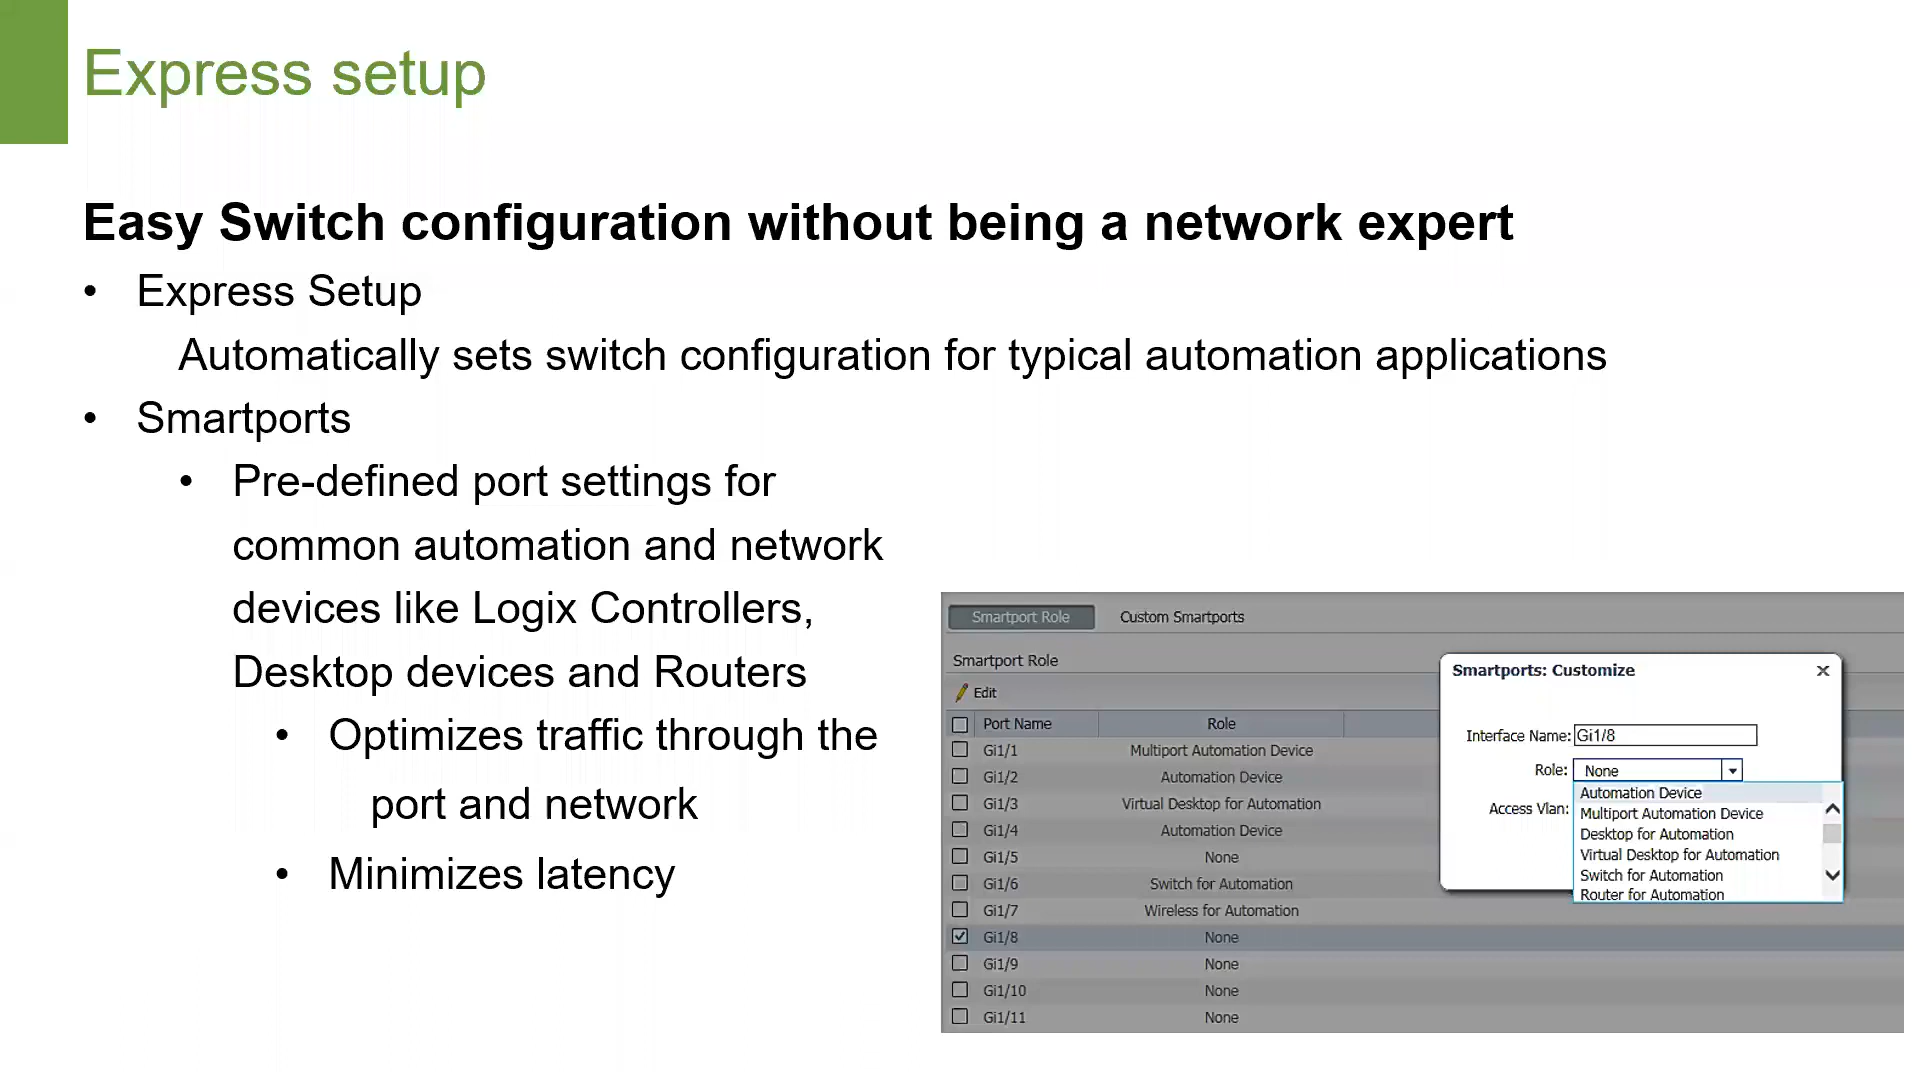 Express setup
Easy Switch configuration without being a network expert
• Express Setup
Automatically sets switch configuration for typical automation applications
• Smartports
• Pre-defined port settings for
common automation and network
devices like Logix Controllers,
Desktop devices and Routers
• Optimizes traffic through the
port and network
• Minimizes latency
Smartport Role Custom Smartports
Smartport Role
Edit
Port Name Role
Gi1/1 Multiport Automation Device
Gi1/2 Automation Device
Gi1/3 Virtual Desktop for Automation
Gi1/4 Automation Device
Gi1/5 None
Gi1/6 Switch for Automation
Gi1/7 Wireless for Automation
Gi1/8 None
Gi1/9 None
Gi1/10 None
Gi1/11 None
Smartports: Customize x
Interface Name: Gi1/8
Role: None
Access Vlan:
Automation Device
Multiport Automation Device
Desktop for Automation
Virtual Desktop for Automation
Switch for Automation
Router for Automation